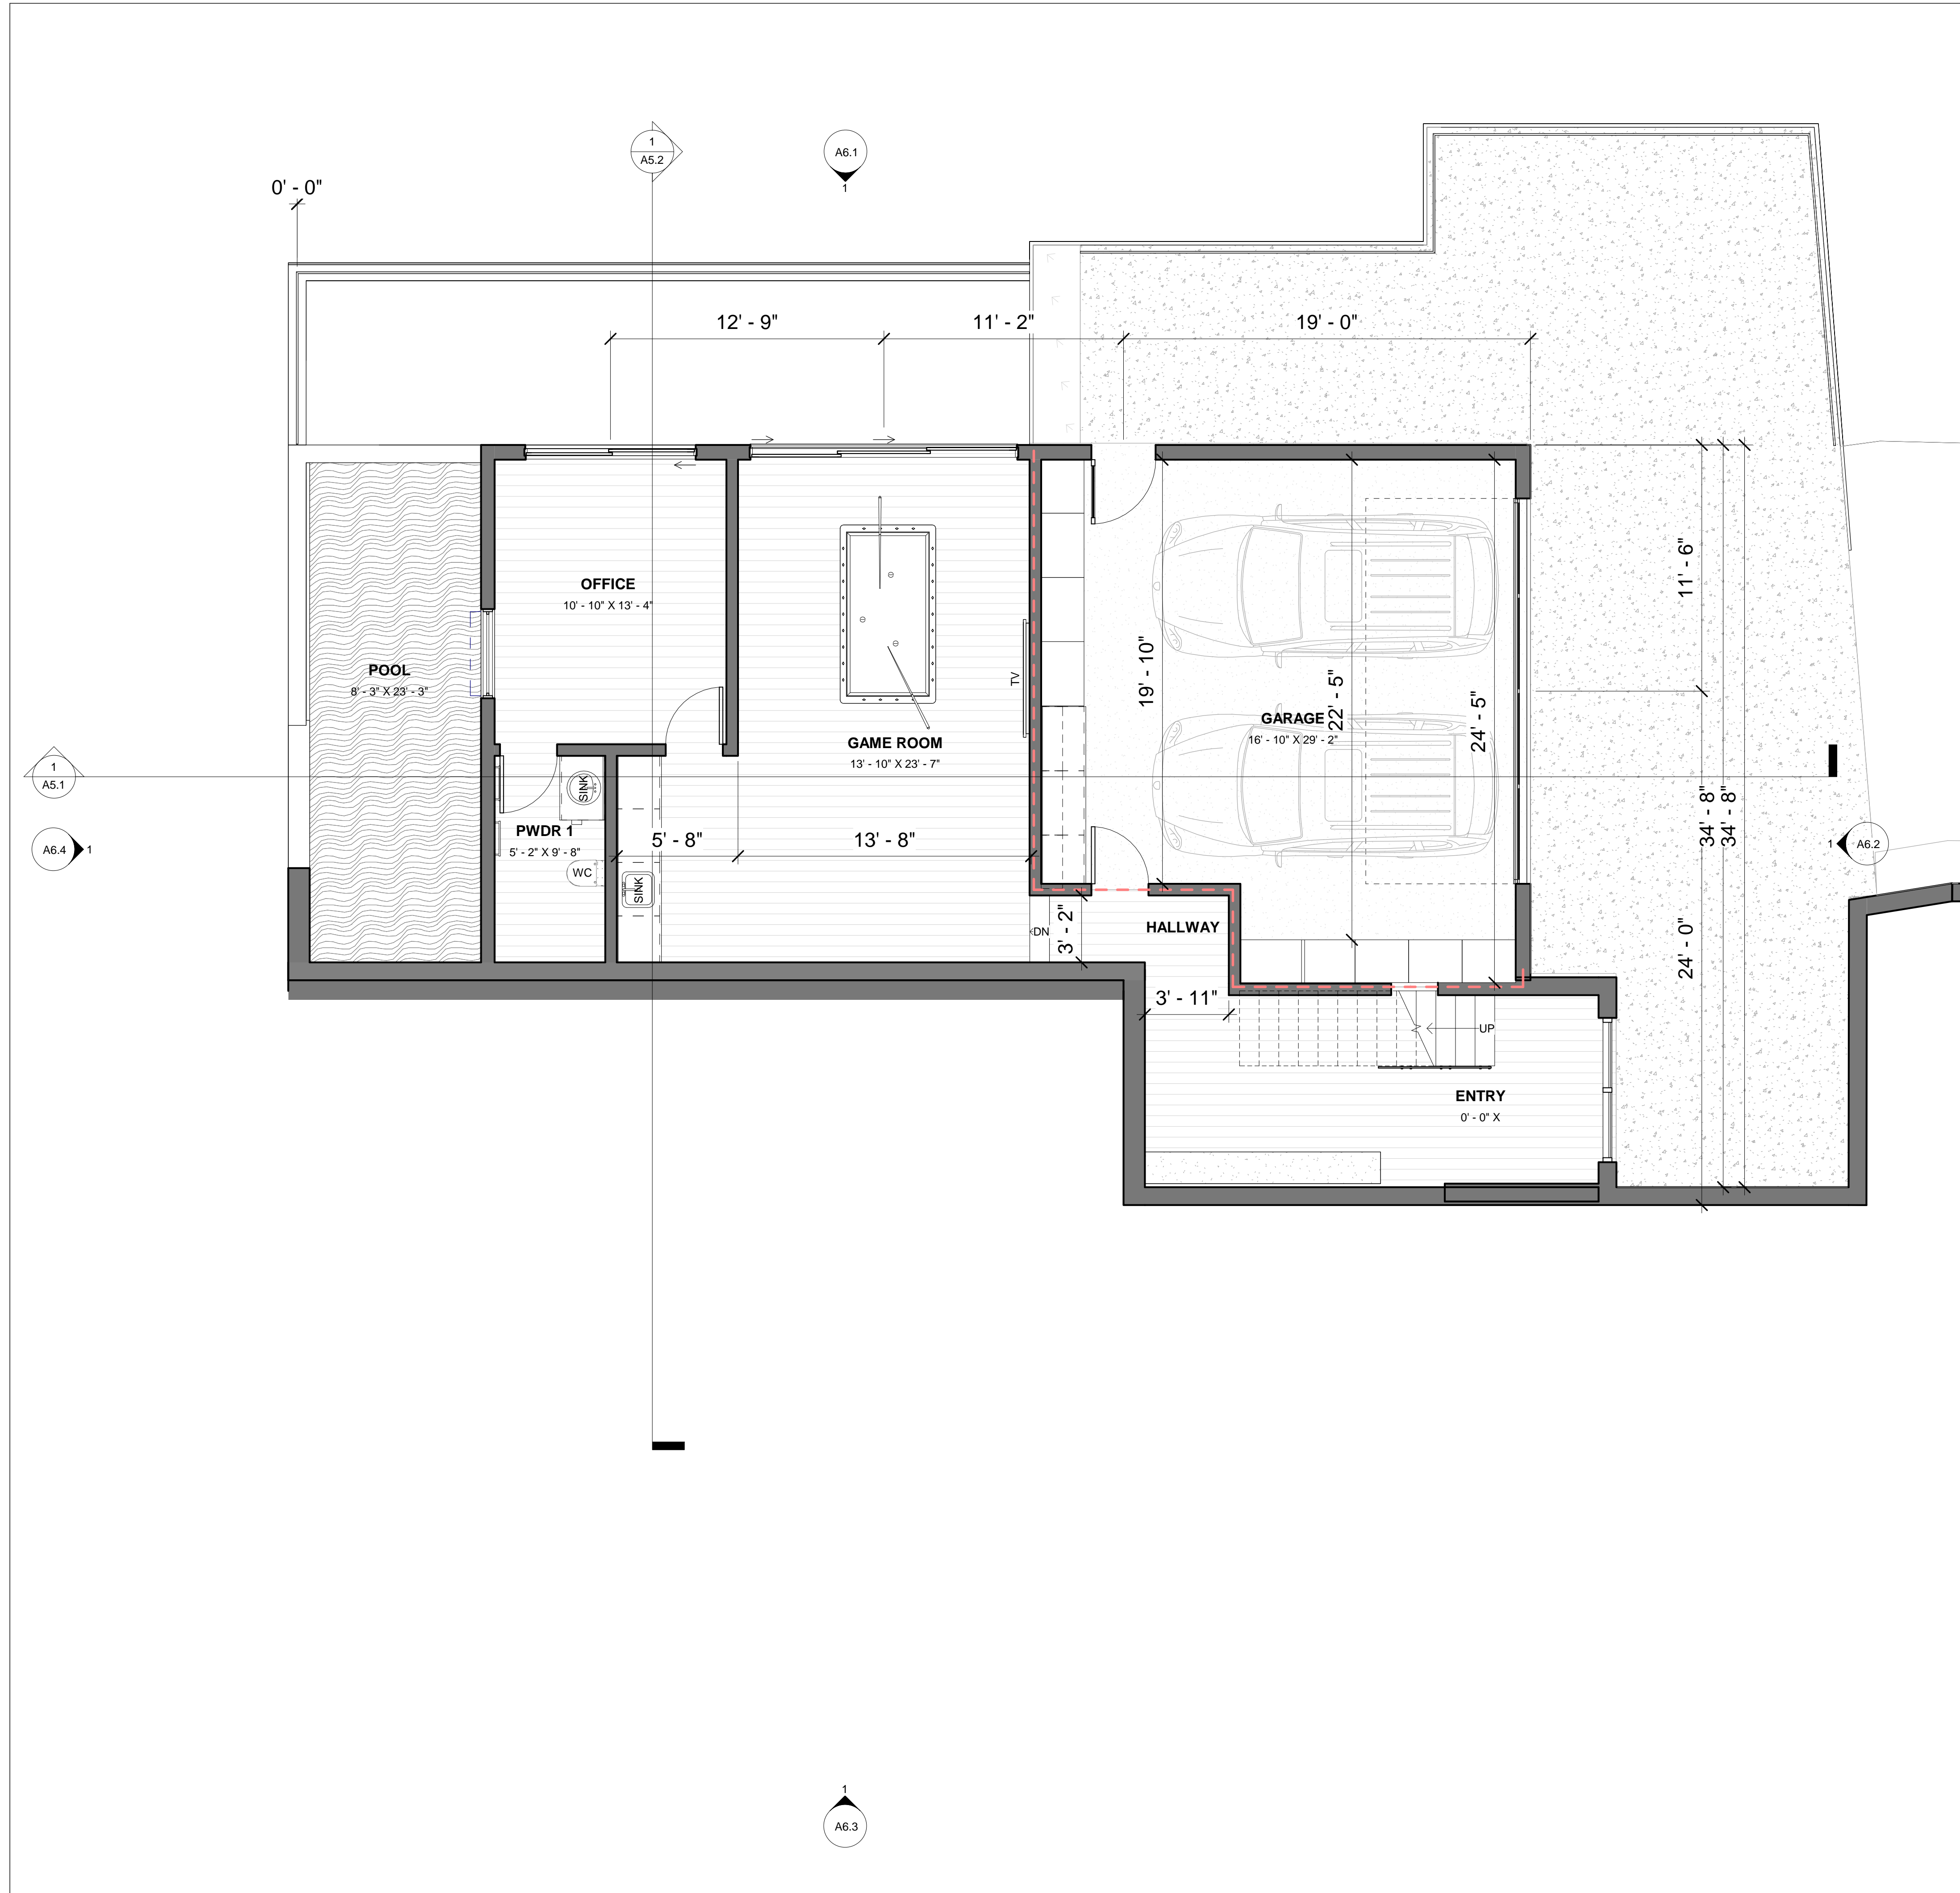 1
A5.2
A6.1
1
0' - 0"
12' - 9"
11' - 2"
19' - 0"
OFFICE
10' - 10" X 13' - 4"
11' - 6"
POOL
8' - 3" X 23' - 3"
TV
19' - 10"
22' - 5"
24' - 5"
GARAGE
16' - 10" X 29' - 2"
GAME ROOM
13' - 10" X 23' - 7"
1
A5.1
SINK
PWDR 1
5' - 2" X 9' - 8"
5' - 8"
13' - 8"
34' - 8"
34' - 8"
A6.4
1
1
A6.2
WC
SINK
DN
3' - 2"
HALLWAY
24' - 0"
3' - 11"
UP
ENTRY
0' - 0" X
1
A6.3